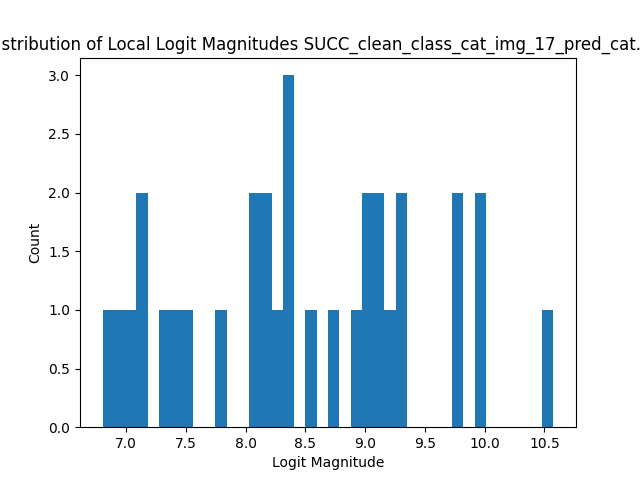 stribution of Local Logit Magnitudes SUCC_clean_class_cat_img_17_pred_cat.
3.0
2.5
2.0
1.5
1.0
0.5
0.0
Count
7.0 7.5 8.0 8.5 9.0 9.5 10.0 10.5
Logit Magnitude